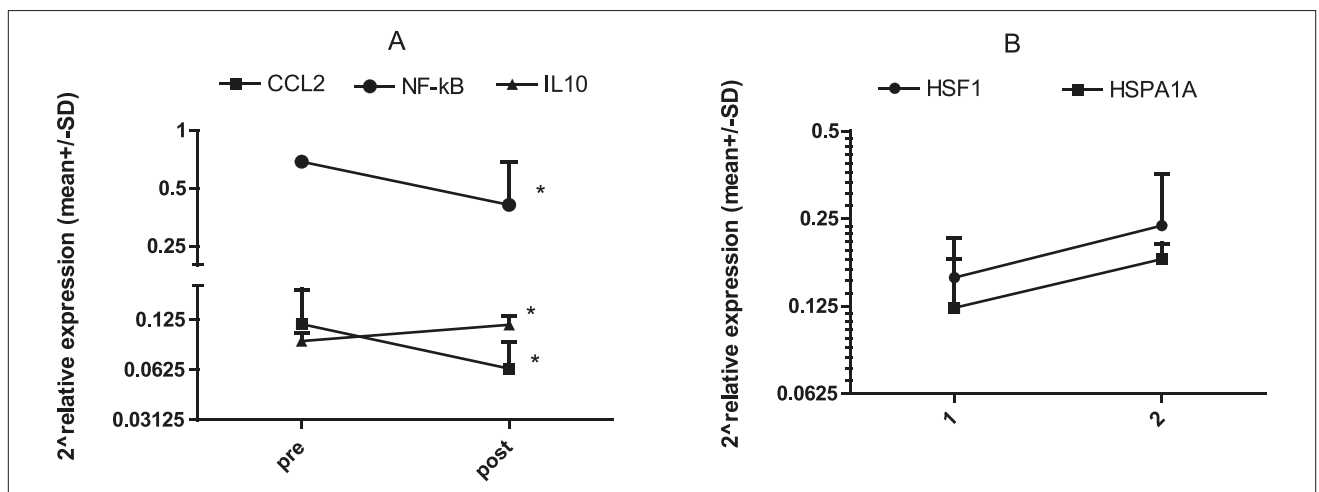 A
CCL2 NF-kB IL10
2^relative expression (mean+/-SD)
1
0.5
0.25
0.125
0.0625
0.03125
*
*
*
pre post
B
HSF1 HSPA1A
2^relative expression (mean+/-SD)
0.5
0.25
0.125
0.0625
1 2